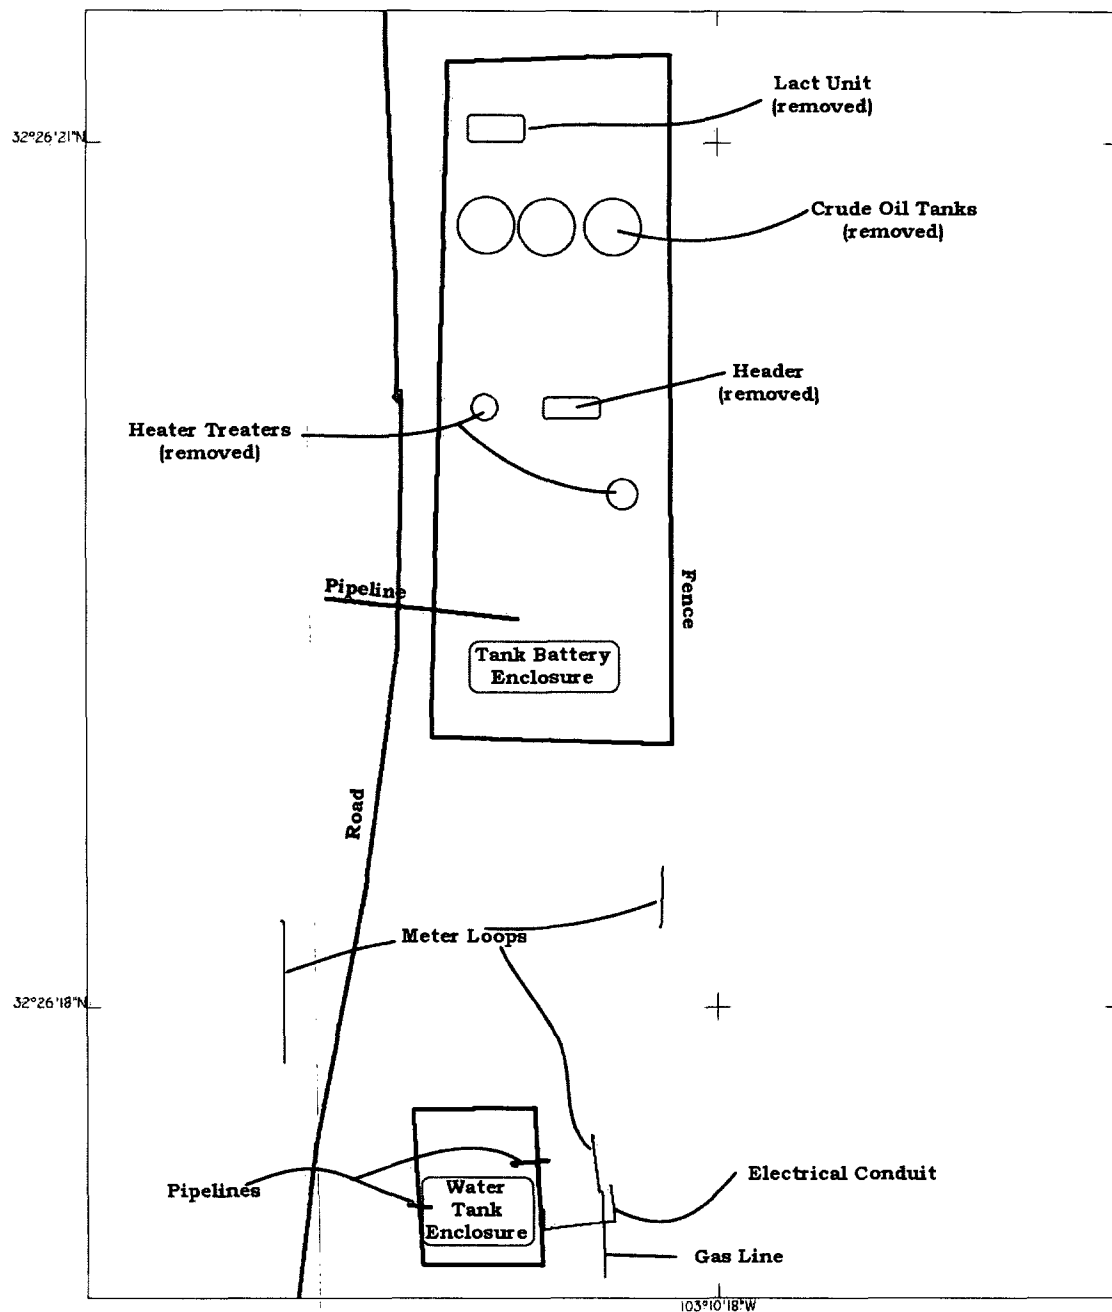 Lact Unit
(removed)
32°26'21"N
Crude Oil Tanks
(removed)
Header
(removed)
Heater Treaters
(removed)
Pipeline
Fence
Tank Battery
Enclosure
Road
Meter Loops
32°26'18"N
Electrical Conduit
Pipelines
Water
Tank
Enclosure
Gas Line
103°10'18"W